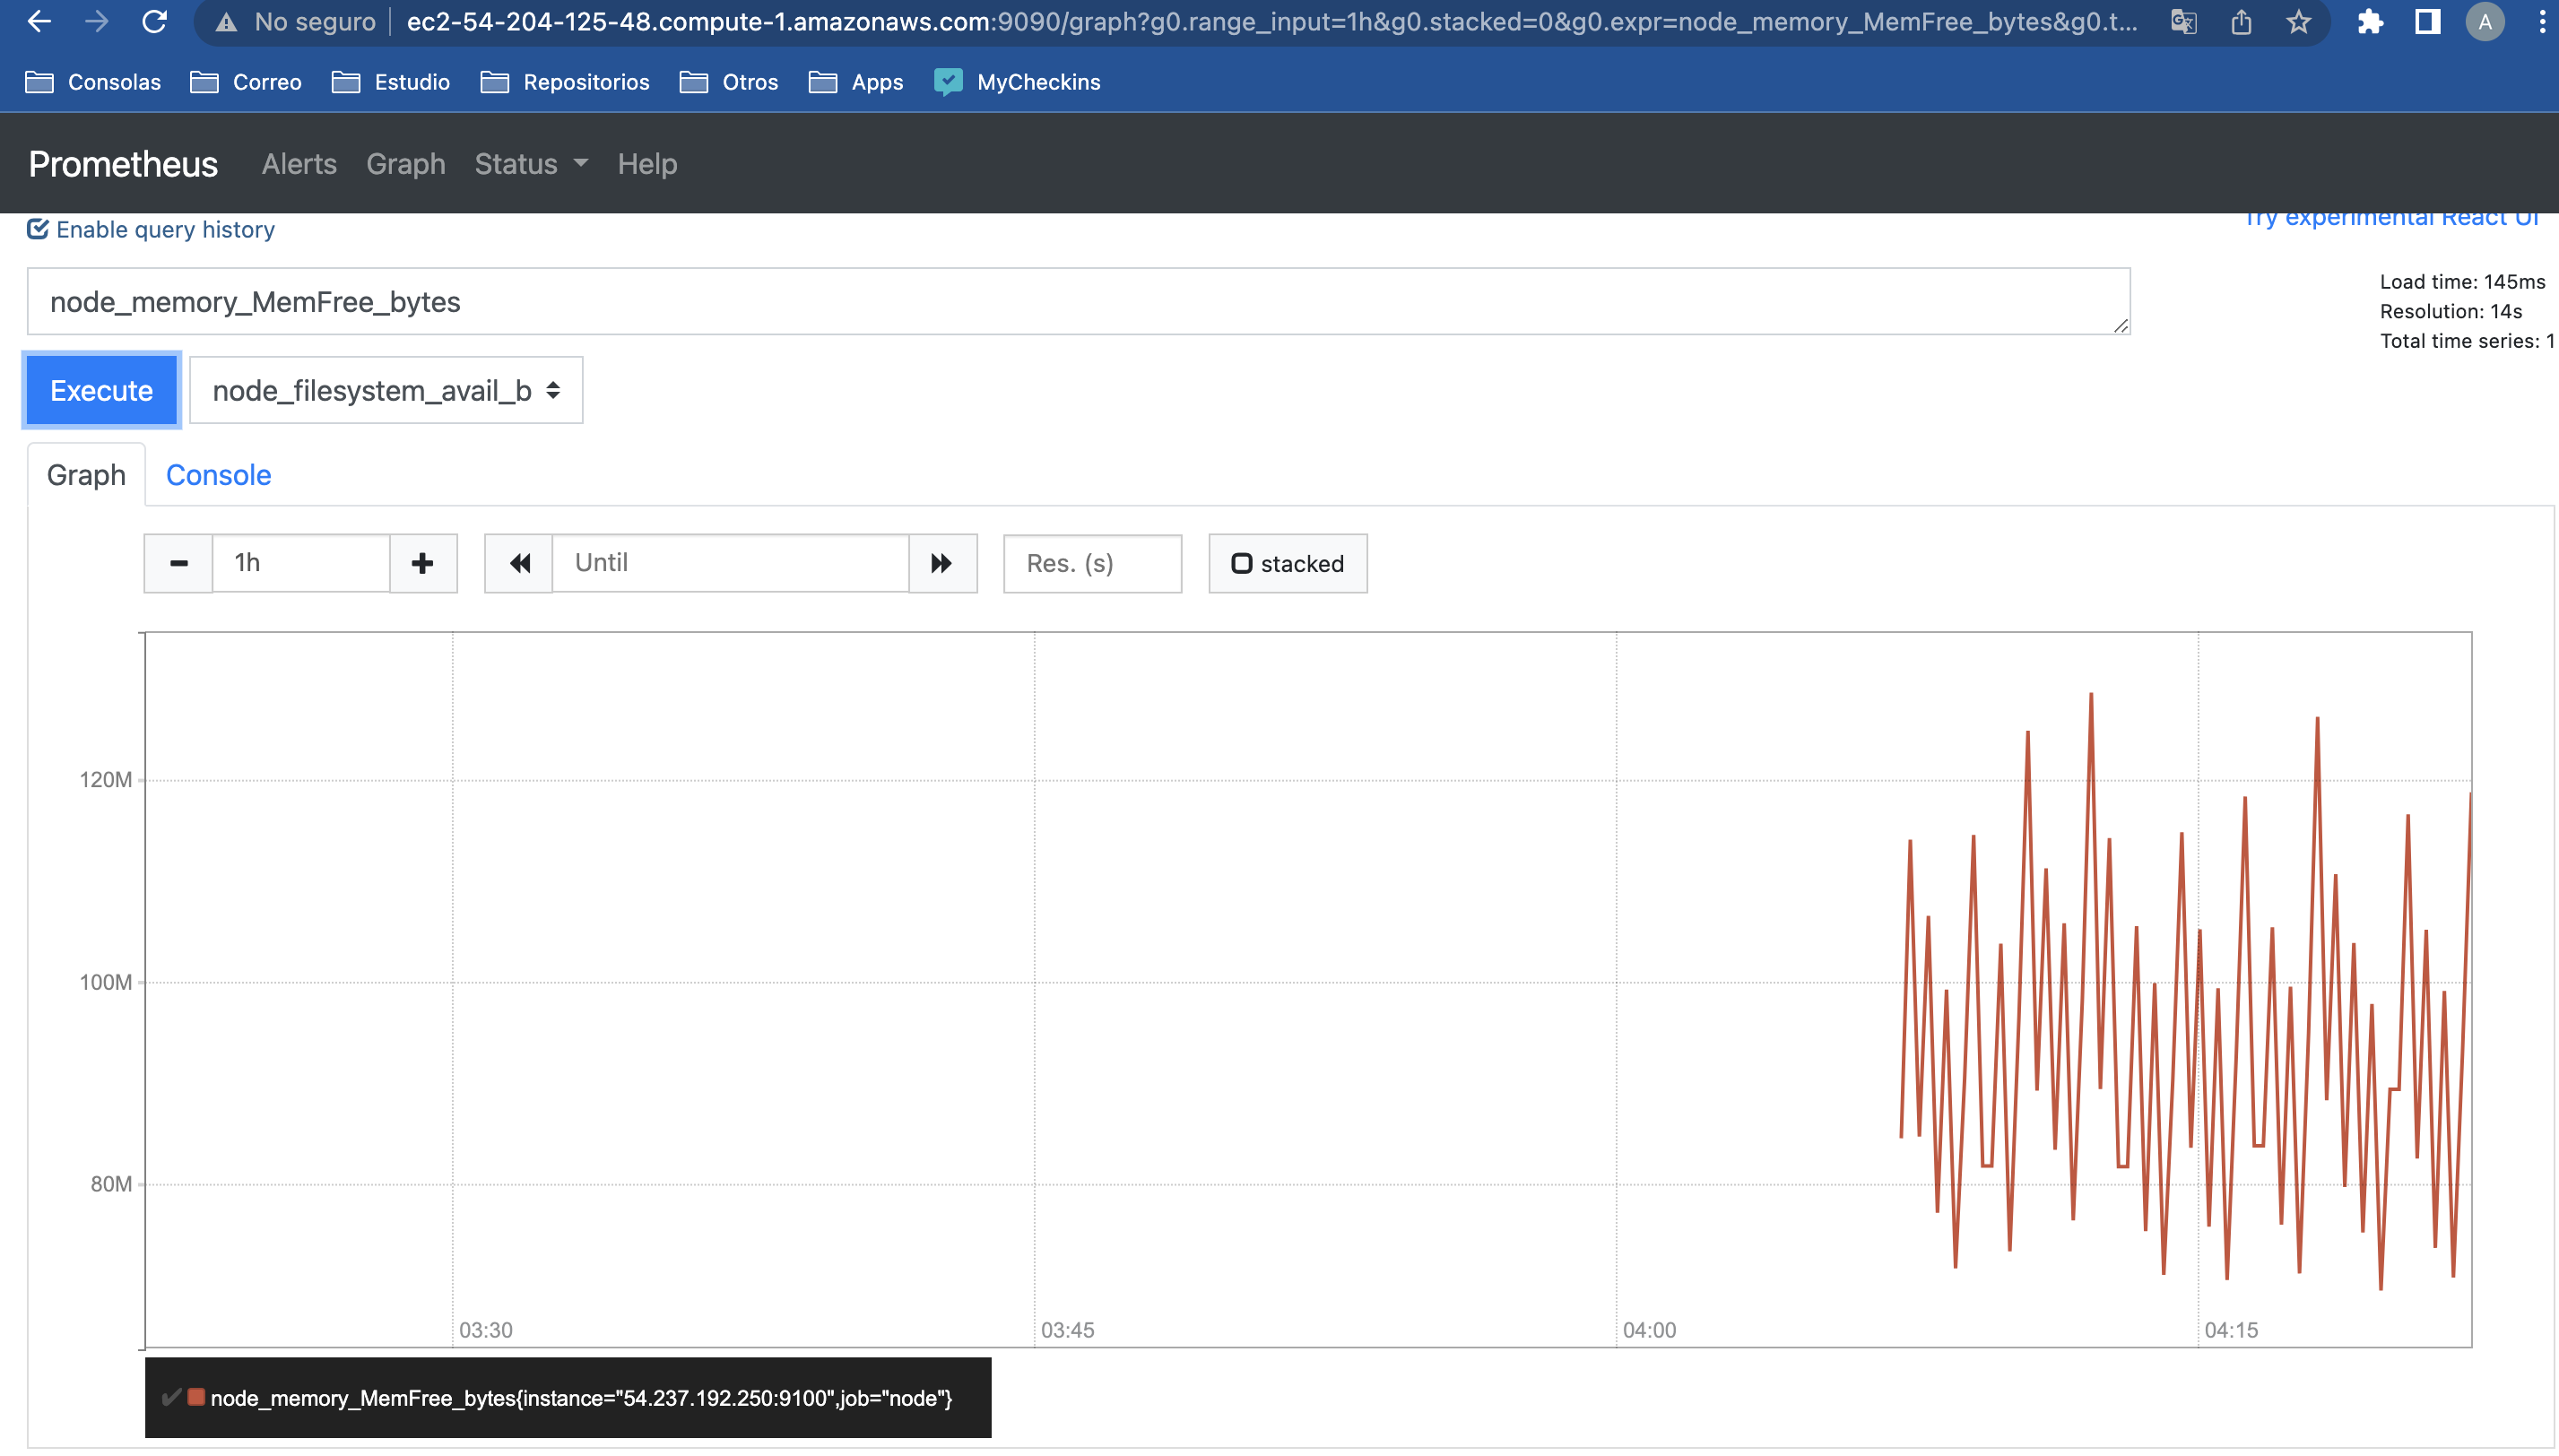 No seguro
ec2-54-204-125-48.compute-1.amazonaws.com:9090/graph?g0.range_input=1h&g0.stacked=0&g0.expr=node_memory_MemFree_bytes&g0.t...
A
Consolas Correo Estudio Repositorios Otros Apps MyCheckins
Prometheus Alerts Graph Status Help
Enable query history
Try experimental React UI
node_memory_MemFree_bytes
Load time: 145ms
Resolution: 14s
Total time series: 1
Execute node_filesystem_avail_b
Graph Console
1h Until Res. (s) stacked
120M
100M
80M
03:30 03:45 04:00 04:15
node_memory_MemFree_bytes{instance="54.237.192.250:9100",job="node"}